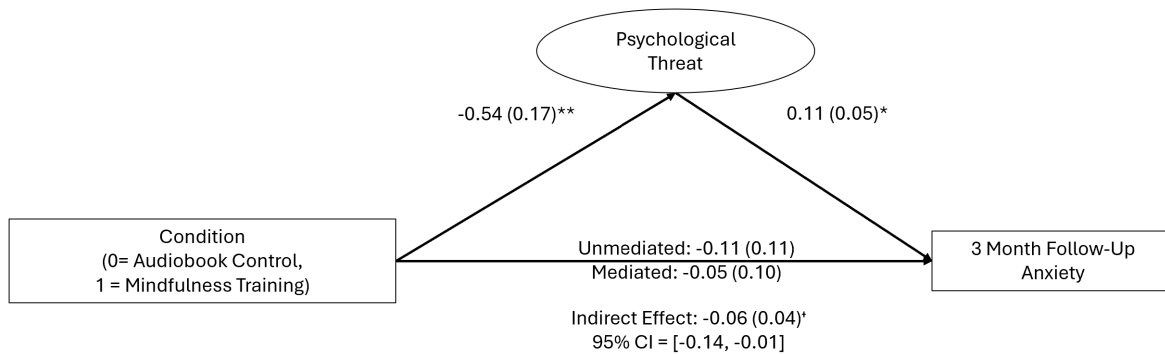 Psychological
Threat
-0.54 (0.17)**
0.11 (0.05)*
Condition
(0= Audiobook Control,
1 = Mindfulness Training)
Unmediated: -0.11 (0.11)
Mediated: -0.05 (0.10)
3 Month Follow-Up
Anxiety
Indirect Effect: -0.06 (0.04)†
95% CI = [-0.14, -0.01]